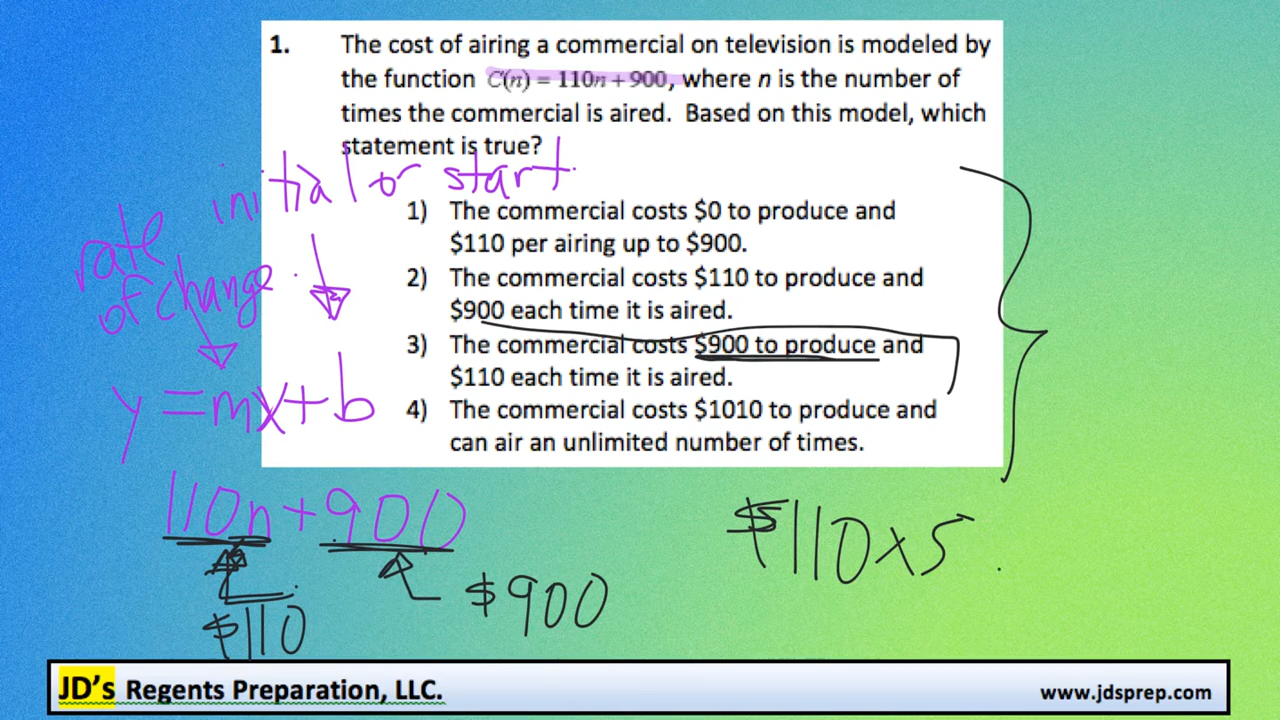 1. The cost of airing a commercial on television is modeled by
the function C(n) = 110n + 900, where n is the number of
times the commercial is aired. Based on this model, which
statement is true?
initial or start
rate
of change
1) The commercial costs $0 to produce and
$110 per airing up to $900.
2) The commercial costs $110 to produce and
$900 each time it is aired.
3) The commercial costs $900 to produce and
$110 each time it is aired.
4) The commercial costs $1010 to produce and
can air an unlimited number of times.
y = mx + b
110n + 900
$110
$900
$110 x 5
JD's Regents Preparation, LLC.
www.jdsprep.com